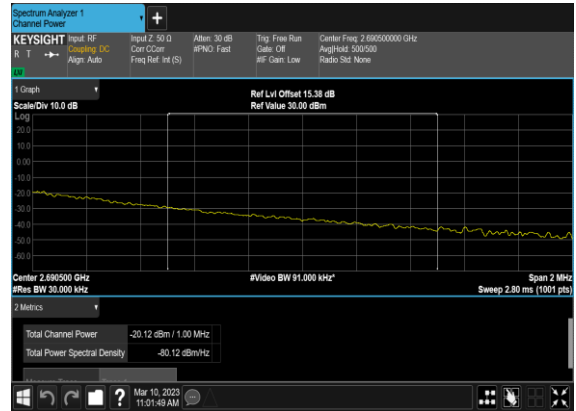 Spectrum Analyzer 1
Channel Power
KEYSIGHT Input: RF Input Z: 50 Ω Atten: 30 dB Trig: Free Run Center Freq: 2.690500000 GHz
R T Coupling: DC Corr CCorr #PNO: Fast Gate: Off Avg|Hold: 500/500
Align: Auto Freq Ref: Int (S) #IF Gain: Low Radio Std: None
1 Graph
Ref Lvl Offset 15.38 dB
Scale/Div 10.0 dB Ref Value 30.00 dBm
Log
20.0
10.0
0.00
-10.0
-20.0
-30.0
-40.0
-50.0
-60.0
Center 2.690500 GHz #Video BW 91.000 kHz* Span 2 MHz
#Res BW 30.000 kHz Sweep 2.80 ms (1001 pts)
2 Metrics
Total Channel Power -20.12 dBm / 1.00 MHz
Total Power Spectral Density -80.12 dBm/Hz
?
Mar 10, 2023
11:01:49 AM